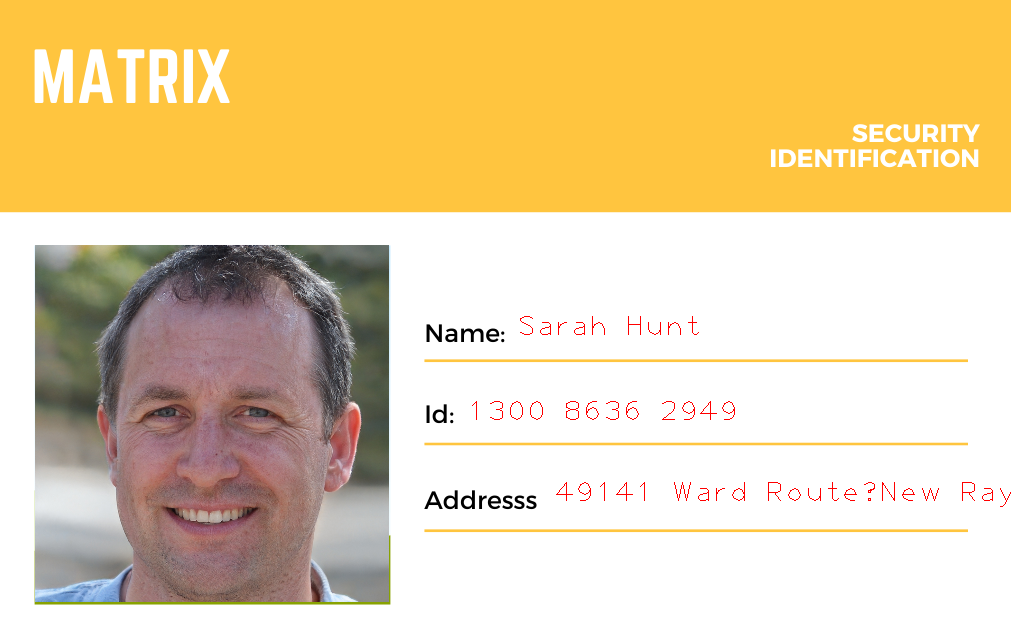 MATRIX
SECURITY
IDENTIFICATION
Name: Sarah Hunt
Id: 1300 8636 2949
Addresss 49141 Ward Route?New Ray